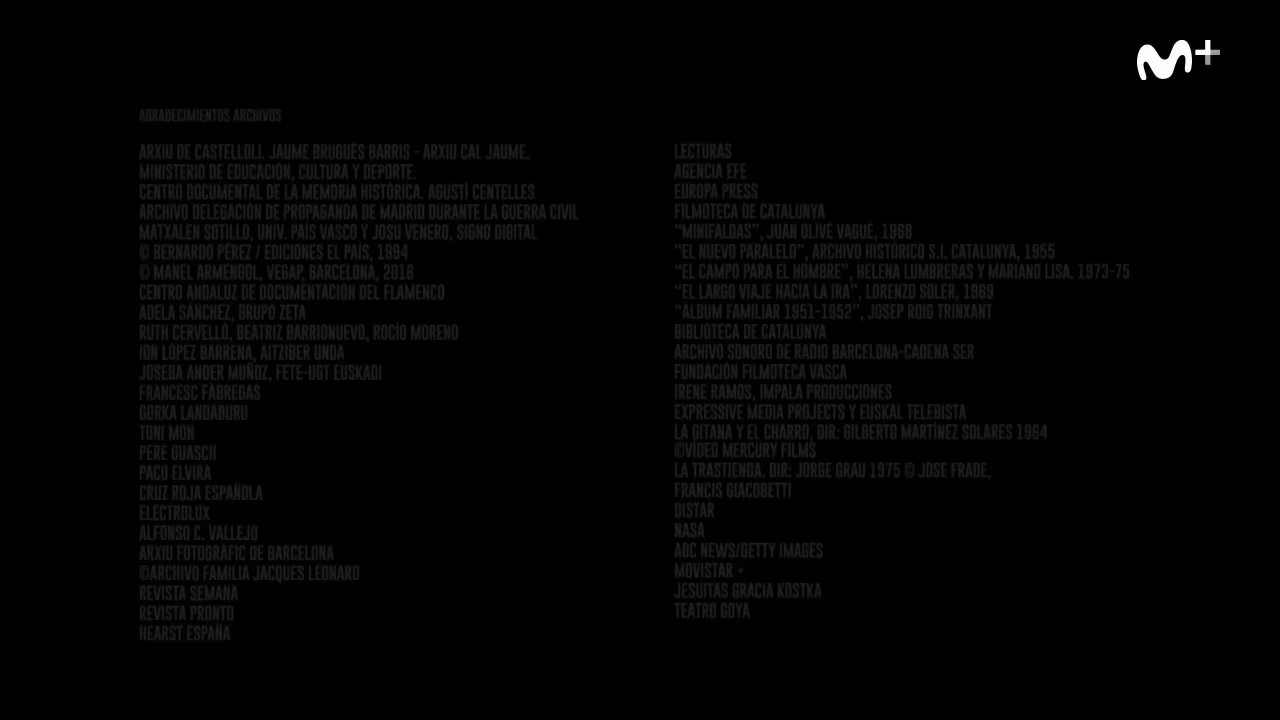 M+
AGRADECIMIENTOS ARCHIVOS
ARXIU DE CASTELLOLI. JAUME BRUGUÉS BARRIS - ARXIU CAL JAUME,
MINISTERIO DE EDUCACIÓN, CULTURA Y DEPORTE.
CENTRO DOCUMENTAL DE LA MEMORIA HISTÓRICA. AGUSTÍ CENTELLES
ARCHIVO DELEGACIÓN DE PROPAGANDA DE MADRID DURANTE LA GUERRA CIVIL
MATXALEN SOTILLO, UNIV. PAÍS VASCO Y JOSU VENERO, SIGNO DIGITAL
© BERNARDO PÉREZ / EDICIONES EL PAÍS, 1994
© MANEL ARMENGOL, VEGAP, BARCELONA, 2016
CENTRO ANDALUZ DE DOCUMENTACIÓN DEL FLAMENCO
ADELA SÁNCHEZ, GRUPO ZETA
RUTH CERVELLÓ, BEATRIZ BARRIONUEVO, ROCÍO MORENO
ION LÓPEZ BARRENA, AITZIBER UNDA
JOSEBA ANDER MUÑOZ, FETE-UGT EUSKADI
FRANCESC FÀBREGAS
GORKA LANDABURU
TONI MON
PERE GUASCH
PACO ELVIRA
CRUZ ROJA ESPAÑOLA
ELECTROLUX
ALFONSO C. VALLEJO
ARXIU FOTOGRÀFIC DE BARCELONA
©ARCHIVO FAMILIA JACQUES LÉONARD
REVISTA SEMANA
REVISTA PRONTO
HEARST ESPAÑA
LECTURAS
AGENCIA EFE
EUROPA PRESS
FILMOTECA DE CATALUNYA
“MINIFALDAS”, JUAN OLIVÉ VAGUÉ, 1968
“EL NUEVO PARALELO”, ARCHIVO HISTÓRICO S.I. CATALUNYA, 1955
“EL CAMPO PARA EL HOMBRE”, HELENA LUMBRERAS Y MARIANO LISA, 1973-75
“EL LARGO VIAJE HACIA LA IRA”, LORENZO SOLER, 1969
“ÀLBUM FAMILIAR 1951-1952”, JOSEP ROIG TRINXANT
BIBLIOTECA DE CATALUNYA
ARCHIVO SONORO DE RADIO BARCELONA-CADENA SER
FUNDACIÓN FILMOTECA VASCA
IRENE RAMOS, IMPALA PRODUCCIONES
EXPRESSIVE MEDIA PROJECTS Y EUSKAL TELEBISTA
LA GITANA Y EL CHARRO, DIR: GILBERTO MARTÍNEZ SOLARES 1964
©VÍDEO MERCURY FILMS
LA TRASTIENDA. DIR: JORGE GRAU 1975 © JOSÉ FRADE,
FRANCIS GIACOBETTI
DISTAR
NASA
ABC NEWS/GETTY IMAGES
MOVISTAR +
JESUITAS GRACIA KOSTKA
TEATRO GOYA